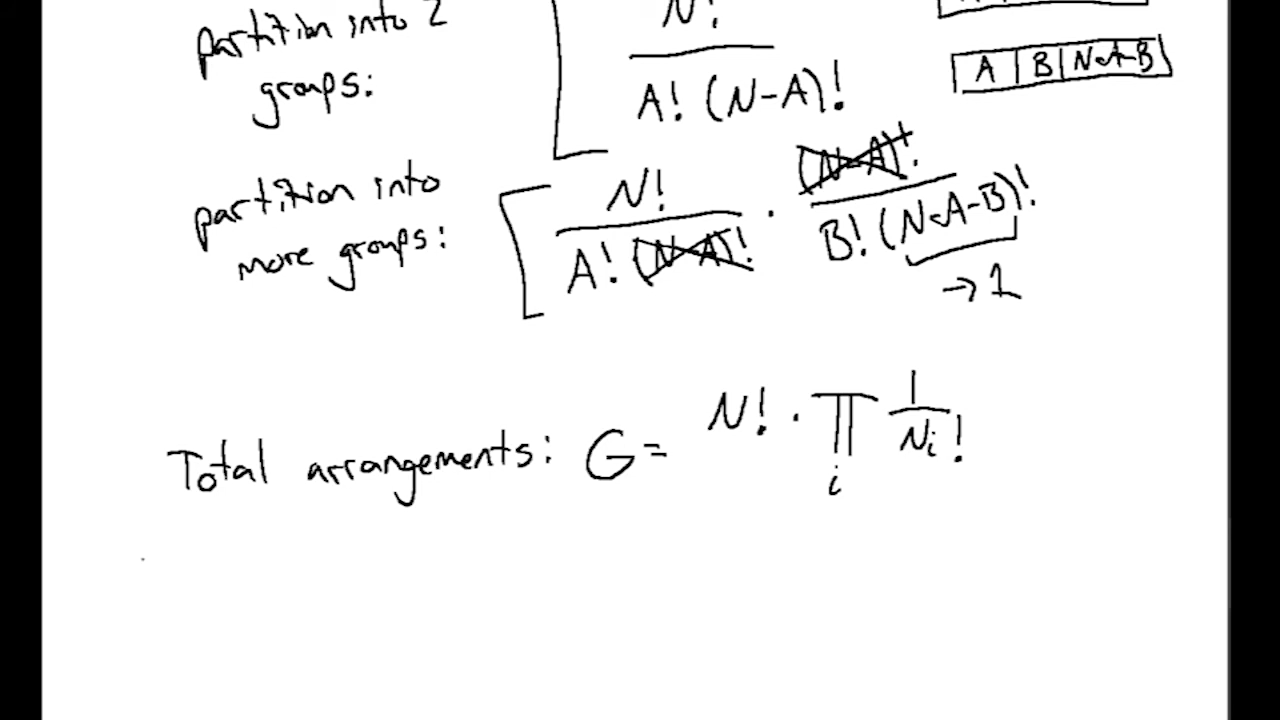 partition into 2
groups:
N!
A! (N-A)!
A | B | N-A-B
partition into
more groups:
N!
A! (N-A)!
·
(N-A)!
B! (N-A-B)!
→ 1
Total arrangements: G = N! · ∏ 1
i Ni!